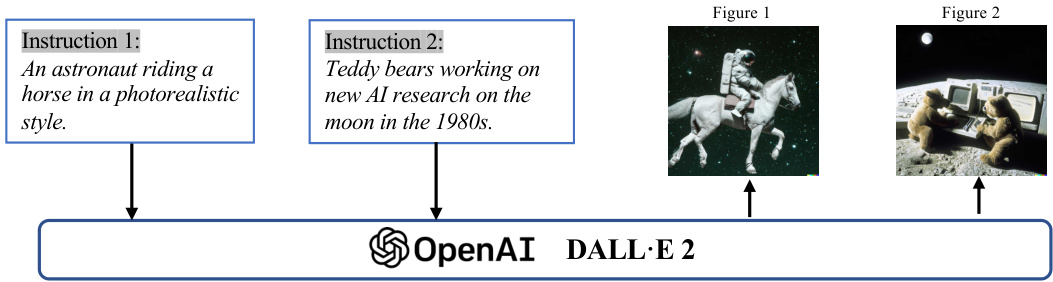 Instruction 1:
An astronaut riding a
horse in a photorealistic
style.
Instruction 2:
Teddy bears working on
new AI research on the
moon in the 1980s.
Figure 1
Figure 2
OpenAI DALL·E 2